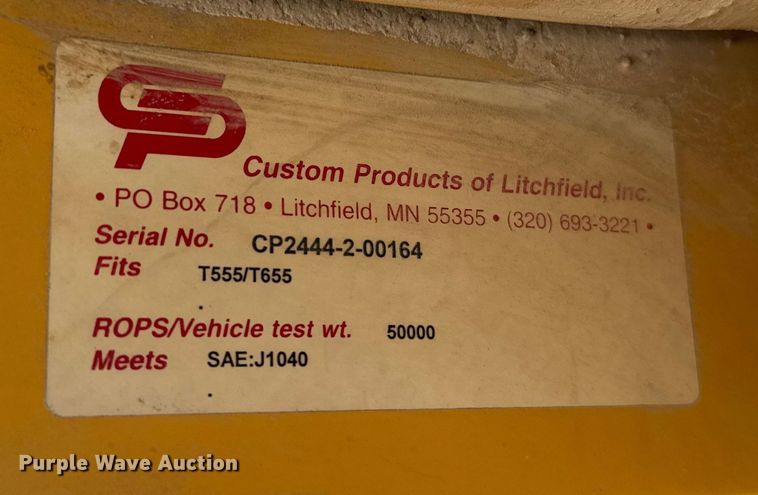 CP
Custom Products of Litchfield, Inc.
• PO Box 718 • Litchfield, MN 55355 • (320) 693-3221 •
Serial No. CP2444-2-00164
Fits T555/T655
.
ROPS/Vehicle test wt. 50000
Meets SAE:J1040
.
Purple Wave Auction